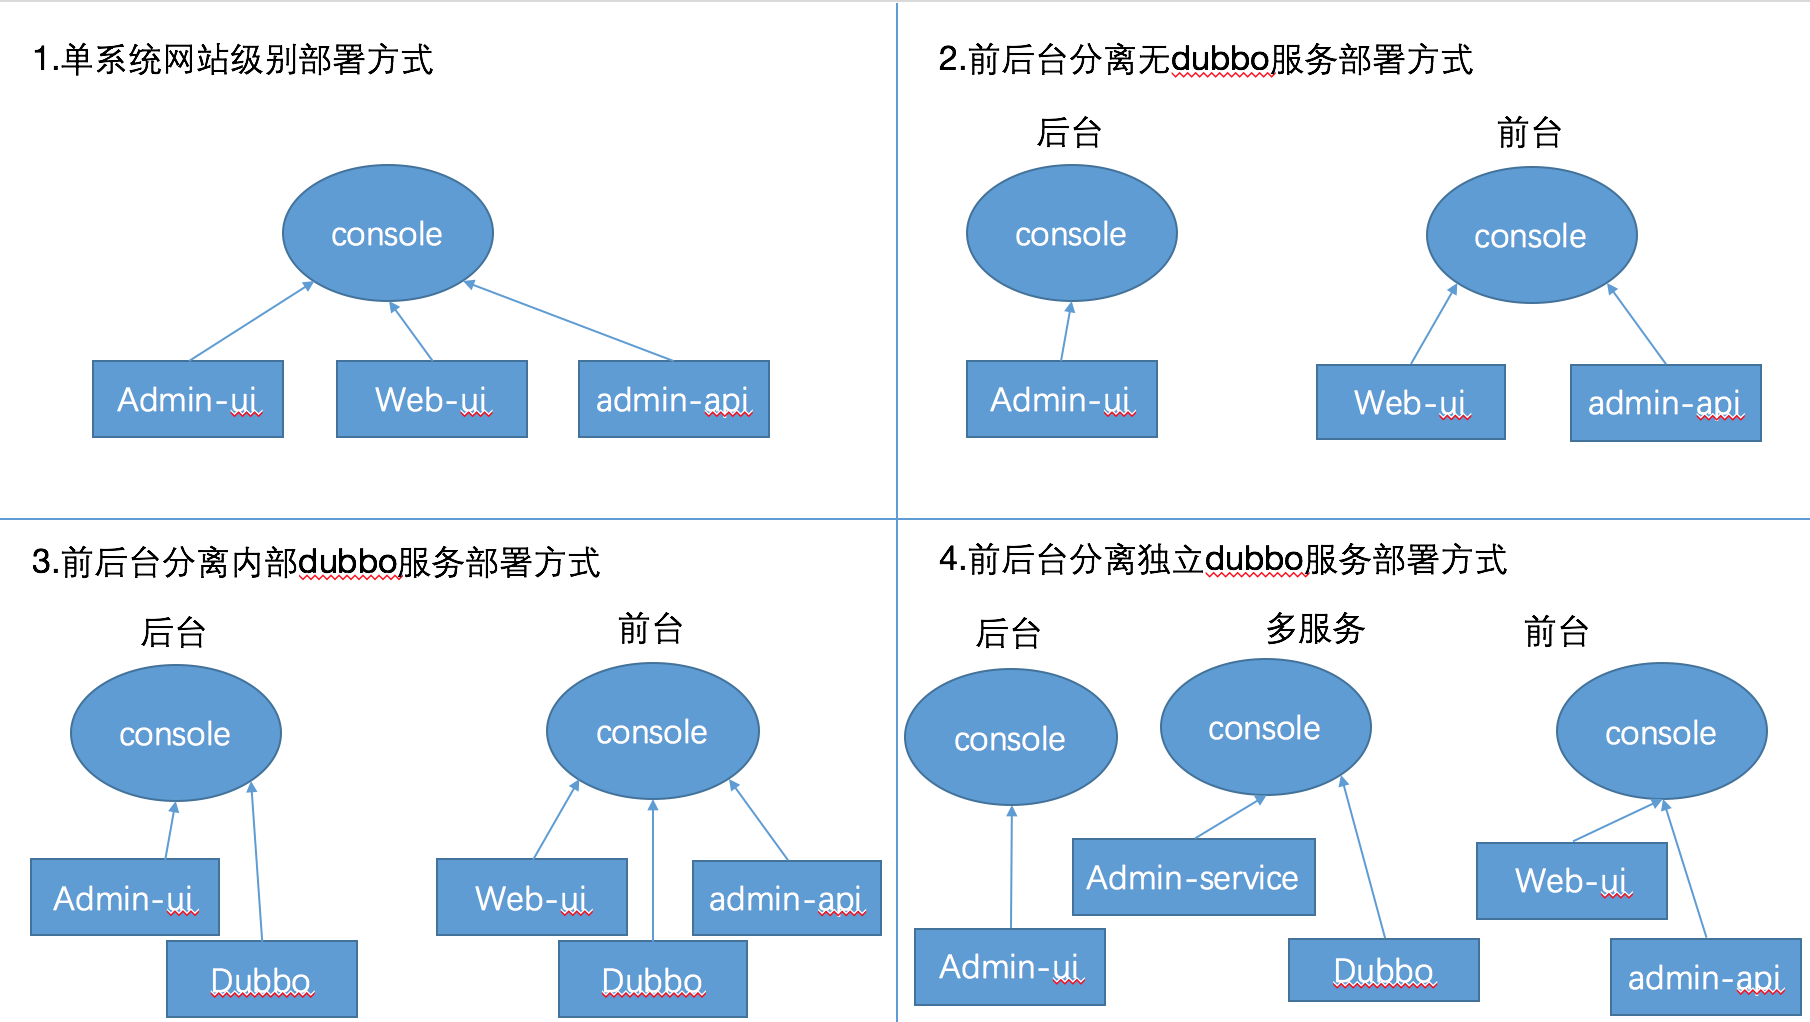 1.单系统网站级别部署方式
console
Admin-ui
Web-ui
admin-api
2.前后台分离无dubbo服务部署方式
后台
前台
console
console
Admin-ui
Web-ui
admin-api
3.前后台分离内部dubbo服务部署方式
后台
前台
console
console
Admin-ui
Web-ui
admin-api
Dubbo
Dubbo
4.前后台分离独立dubbo服务部署方式
后台
多服务
前台
console
console
console
Admin-service
Web-ui
Admin-ui
Dubbo
admin-api